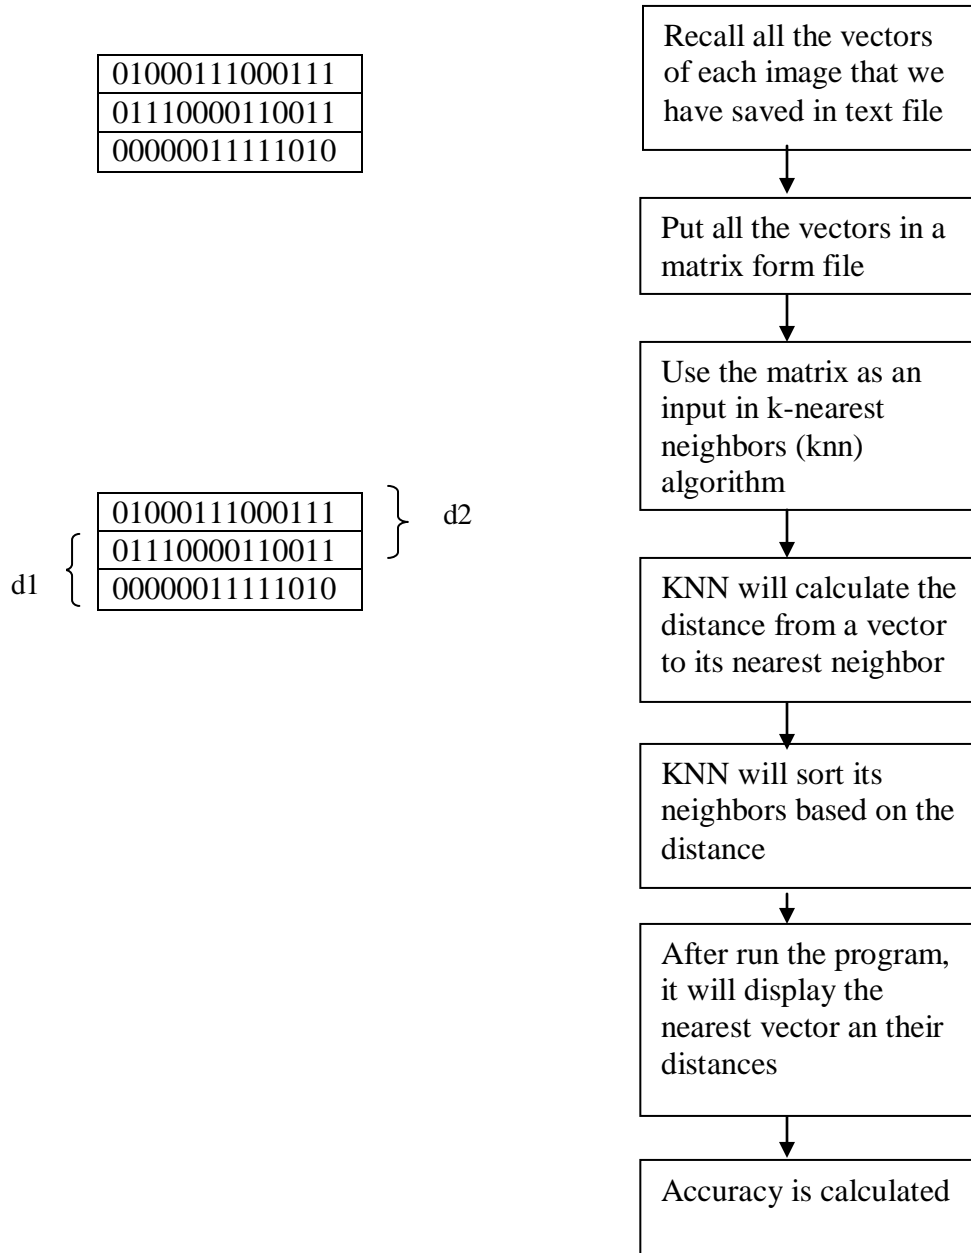 01000111000111
01110000110011
00000011111010
Recall all the vectors
of each image that we
have saved in text file
Put all the vectors in a
matrix form file
Use the matrix as an
input in k-nearest
neighbors (knn)
algorithm
01000111000111
01110000110011
00000011111010
d2
d1
KNN will calculate the
distance from a vector
to its nearest neighbor
KNN will sort its
neighbors based on the
distance
After run the program,
it will display the
nearest vector an their
distances
Accuracy is calculated